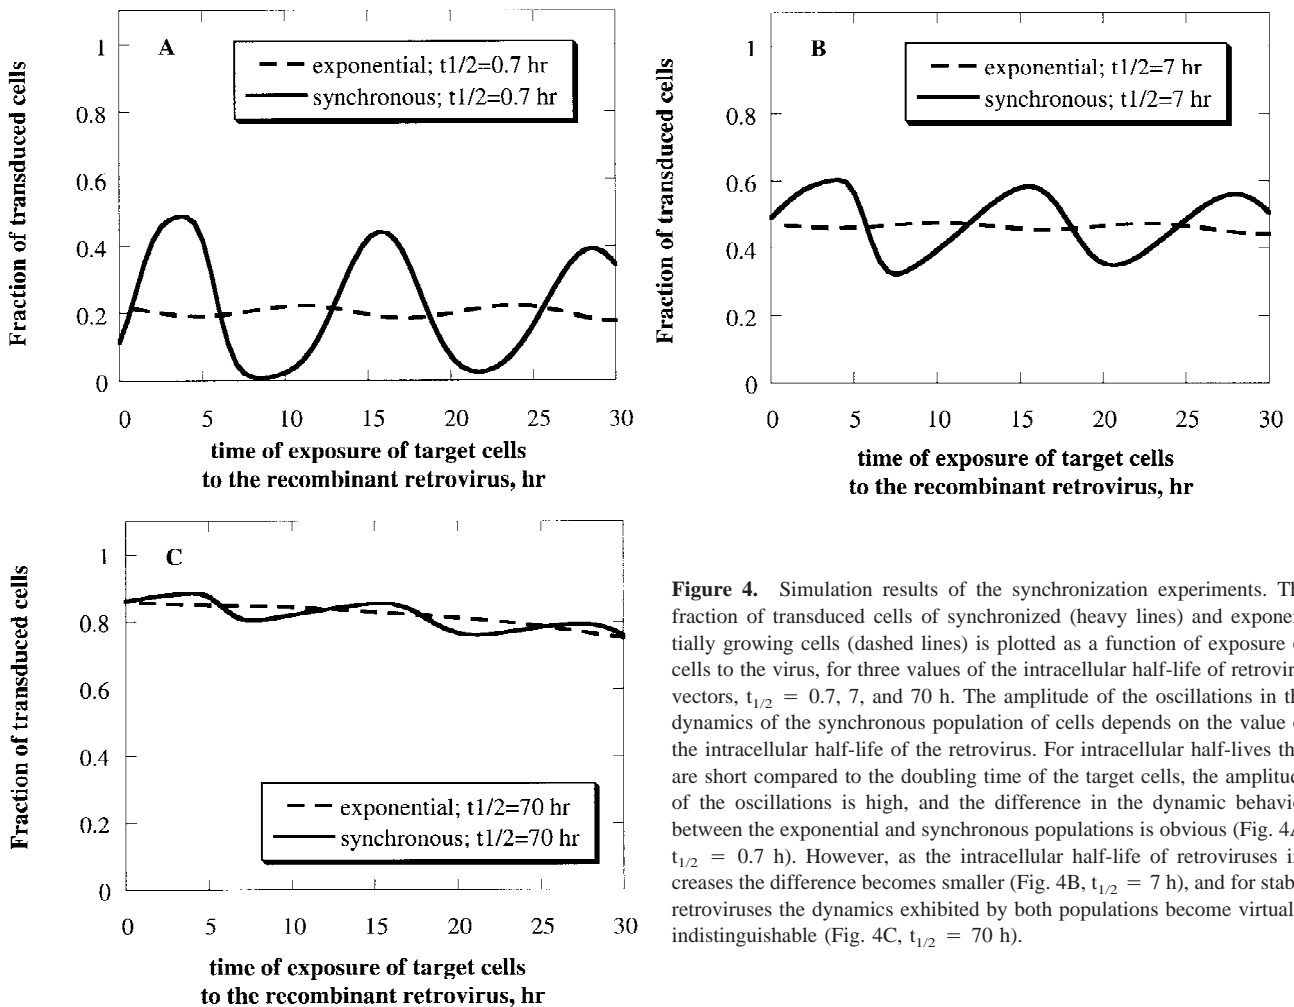 A
exponential; t1/2=0.7 hr
synchronous; t1/2=0.7 hr
Fraction of transduced cells
1
0.8
0.6
0.4
0.2
0
0 5 10 15 20 25 30
time of exposure of target cells
to the recombinant retrovirus, hr
B
exponential; t1/2=7 hr
synchronous; t1/2=7 hr
Fraction of transduced cells
1
0.8
0.6
0.4
0.2
0
0 5 10 15 20 25 30
time of exposure of target cells
to the recombinant retrovirus, hr
C
exponential; t1/2=70 hr
synchronous; t1/2=70 hr
Fraction of transduced cells
1
0.8
0.6
0.4
0.2
0
0 5 10 15 20 25 30
time of exposure of target cells
to the recombinant retrovirus, hr
Figure 4. Simulation results of the synchronization experiments. Th
fraction of transduced cells of synchronized (heavy lines) and exponen
tially growing cells (dashed lines) is plotted as a function of exposure
cells to the virus, for three values of the intracellular half-life of retrovir
vectors, t1/2 = 0.7, 7, and 70 h. The amplitude of the oscillations in th
dynamics of the synchronous population of cells depends on the value
the intracellular half-life of the retrovirus. For intracellular half-lives th
are short compared to the doubling time of the target cells, the amplitud
of the oscillations is high, and the difference in the dynamic behavio
between the exponential and synchronous populations is obvious (Fig. 4A
t1/2 = 0.7 h). However, as the intracellular half-life of retroviruses in
creases the difference becomes smaller (Fig. 4B, t1/2 = 7 h), and for stab
retroviruses the dynamics exhibited by both populations become virtual
indistinguishable (Fig. 4C, t1/2 = 70 h).